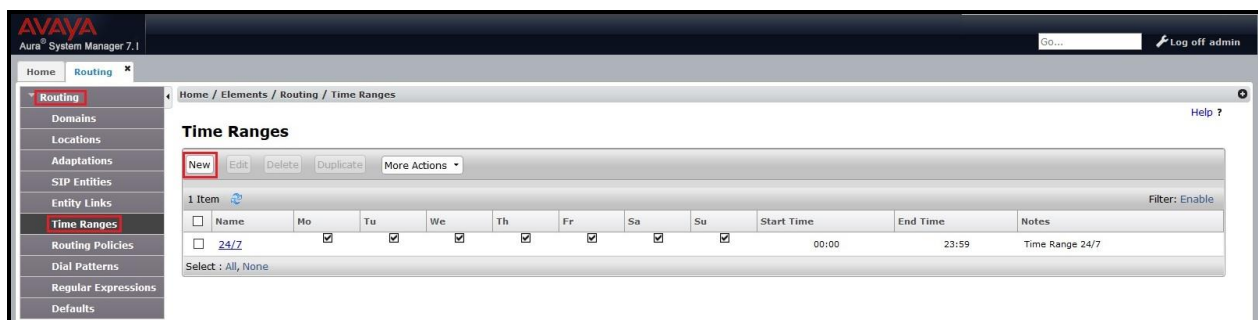 AVAYA
Aura® System Manager 7.1
Go...
Log off admin
Home
Routing ×
Routing
Domains
Locations
Adaptations
SIP Entities
Entity Links
Time Ranges
Routing Policies
Dial Patterns
Regular Expressions
Defaults
Home / Elements / Routing / Time Ranges
Help ?
Time Ranges
New Edit Delete Duplicate More Actions
1 Item Filter: Enable
Name Mo Tu We Th Fr Sa Su Start Time End Time Notes
24/7 00:00 23:59 Time Range 24/7
Select : All, None